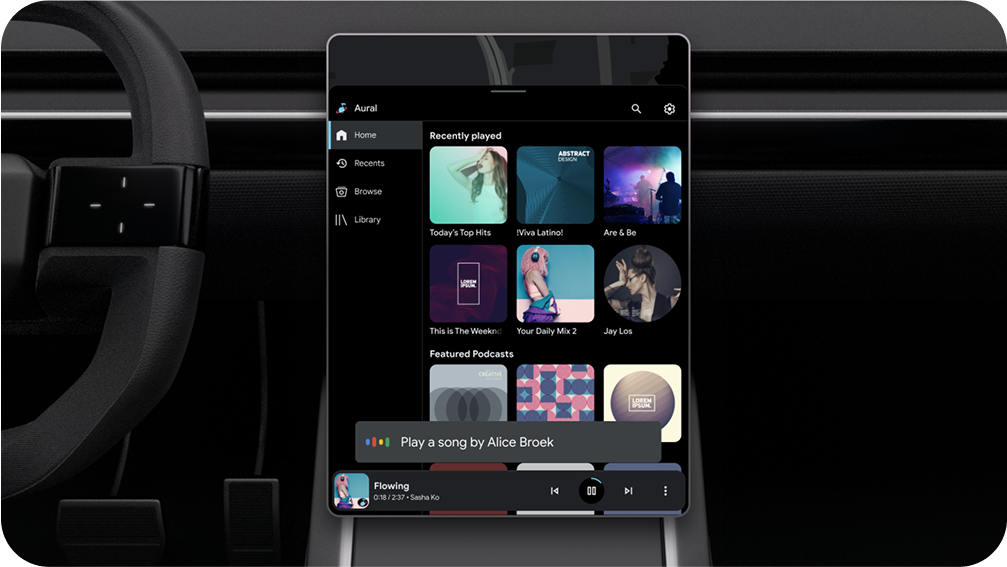 Aural
Home
Recents
Browse
Library
Recently played
ABSTRACT
DESIGN
Today's Top Hits
!Viva Latino!
Are & Be
LOREM
IPSUM.
This is The Weeknd
Your Daily Mix 2
Jay Los
Featured Podcasts
CREATIVE
LOREM
IPSUM.
Play a song by Alice Broek
Flowing
0:18 / 2:37 • Sasha Ko